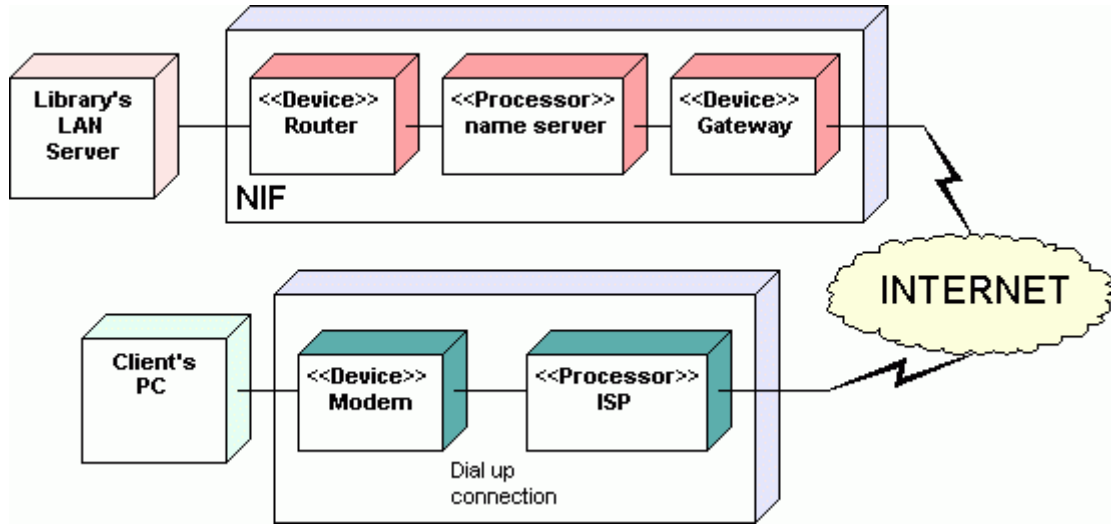 Library's
LAN
Server
<<Device>>
Router
<<Processor>>
name server
<<Device>>
Gateway
NIF
INTERNET
Client's
PC
<<Device>>
Modem
<<Processor>>
ISP
Dial up
connection